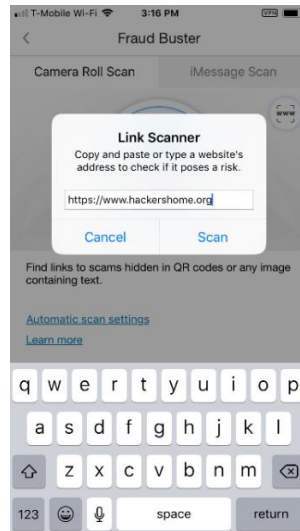 T-Mobile Wi-Fi 3:16 PM VPN
Fraud Buster
Camera Roll Scan iMessage Scan
www
Link Scanner
Copy and paste or type a website's
address to check if it poses a risk.
https://www.hackershome.org
Cancel Scan
Find links to scams hidden in QR codes or any image
containing text.
Automatic scan settings
Learn more
q w e r t y u i o p
a s d f g h j k l
z x c v b n m
123 space return